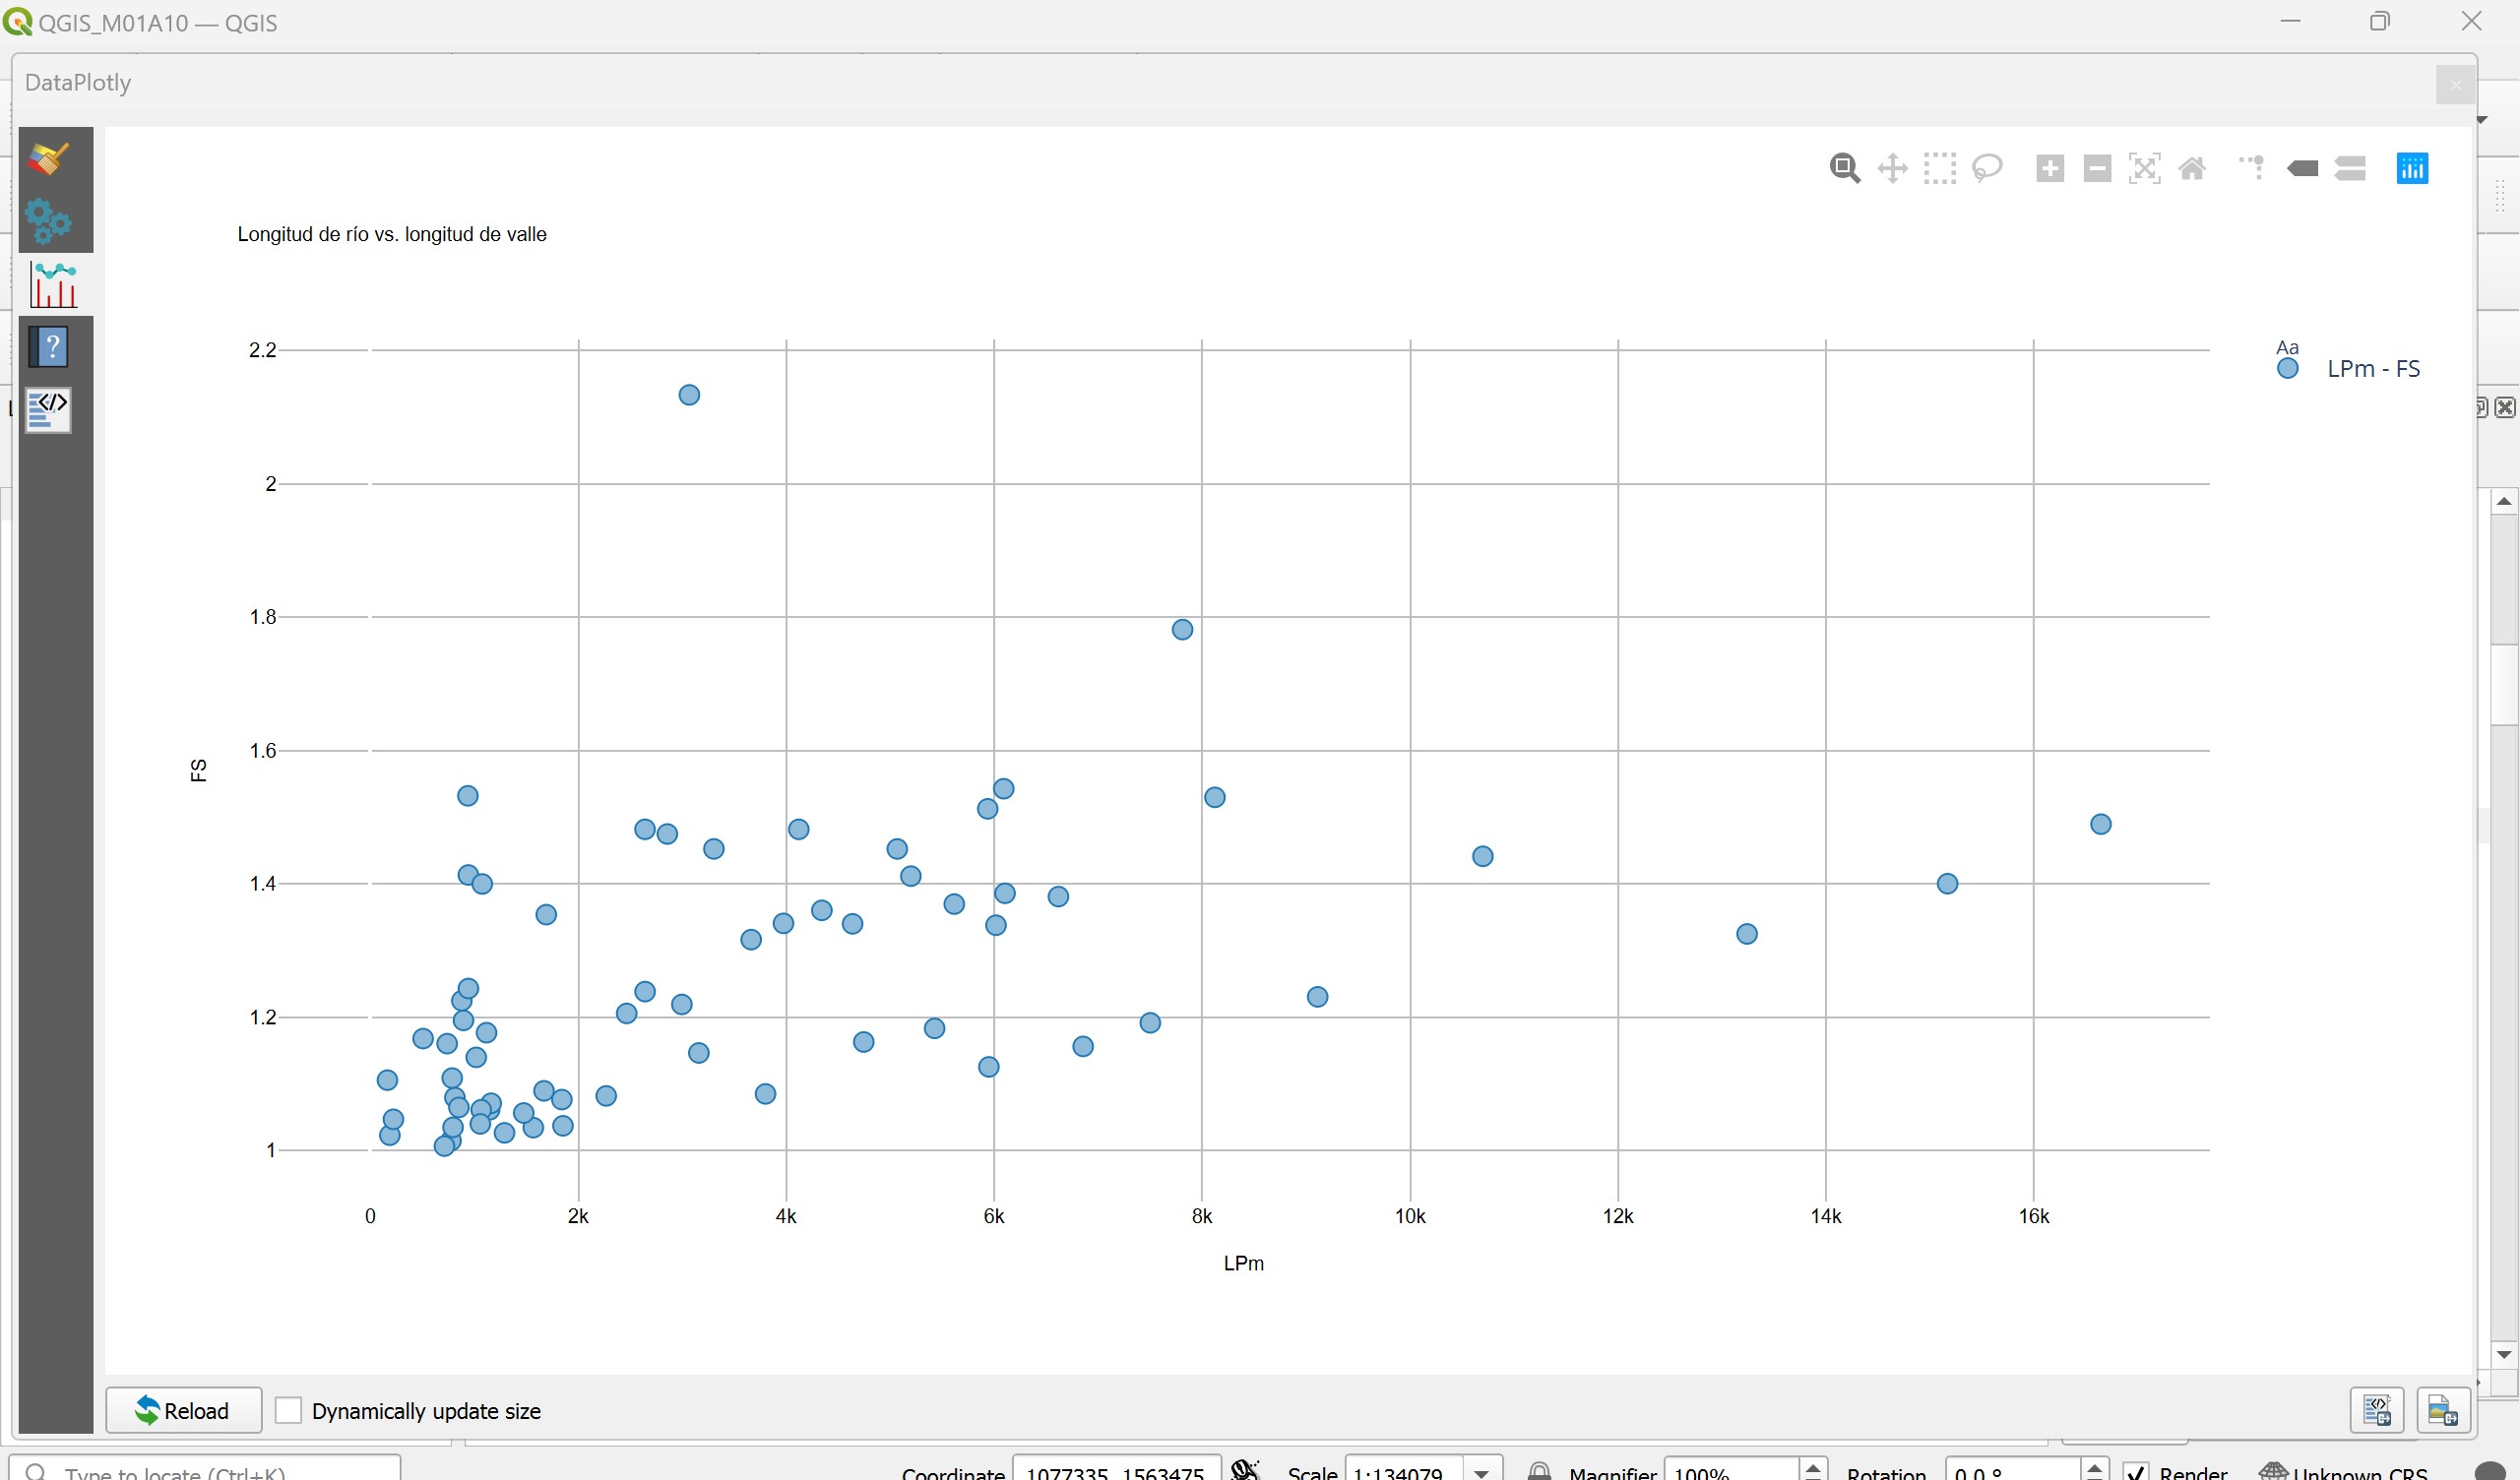 QGIS_M01A10 — QGIS
DataPlotly
Longitud de río vs. longitud de valle
Aa
LPm - FS
2.2
2
1.8
1.6
1.4
1.2
1
FS
0 2k 4k 6k 8k 10k 12k 14k 16k
LPm
Reload Dynamically update size
Type to locate (Ctrl+K) Coordinate 1077335 1563475 Scale 1:134079 Magnifier 100% Rotation 0.0 ° Render Unknown CRS